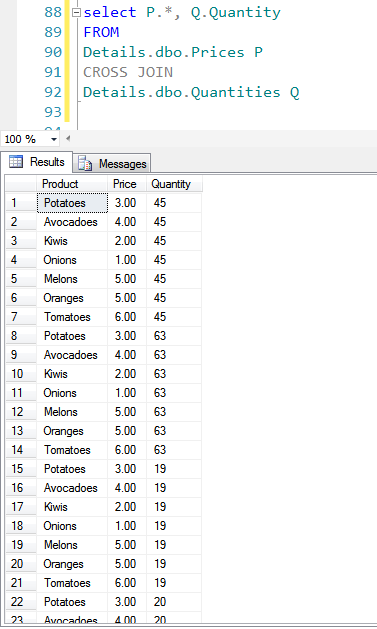 88 select P.*, Q.Quantity
89 FROM
90 Details.dbo.Prices P
91 CROSS JOIN
92 Details.dbo.Quantities Q
93
100 %
Results Messages
Product Price Quantity
1 Potatoes 3.00 45
2 Avocadoes 4.00 45
3 Kiwis 2.00 45
4 Onions 1.00 45
5 Melons 5.00 45
6 Oranges 5.00 45
7 Tomatoes 6.00 45
8 Potatoes 3.00 63
9 Avocadoes 4.00 63
10 Kiwis 2.00 63
11 Onions 1.00 63
12 Melons 5.00 63
13 Oranges 5.00 63
14 Tomatoes 6.00 63
15 Potatoes 3.00 19
16 Avocadoes 4.00 19
17 Kiwis 2.00 19
18 Onions 1.00 19
19 Melons 5.00 19
20 Oranges 5.00 19
21 Tomatoes 6.00 19
22 Potatoes 3.00 20
23 Avocadoes 4.00 20